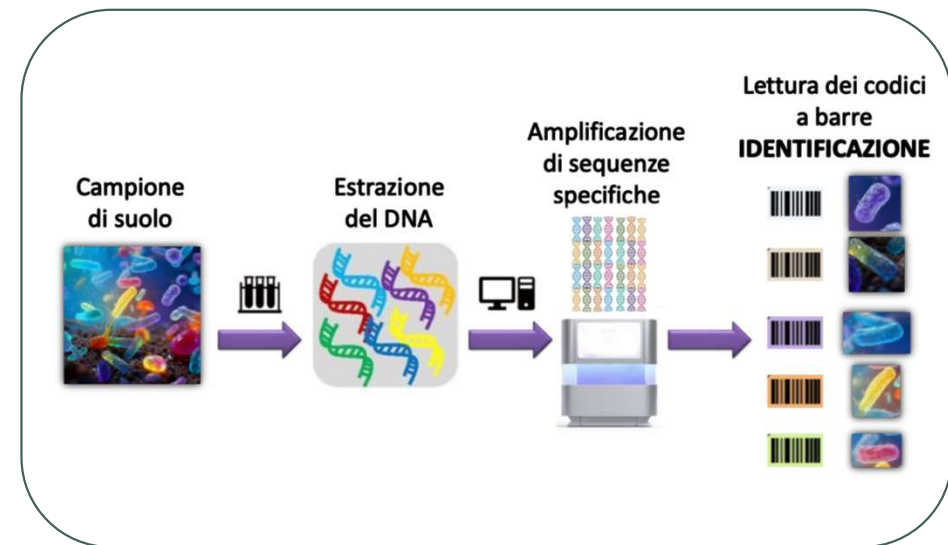 Campione
di suolo
Estrazione
del DNA
Amplificazione
di sequenze
specifiche
Lettura dei codici
a barre
IDENTIFICAZIONE